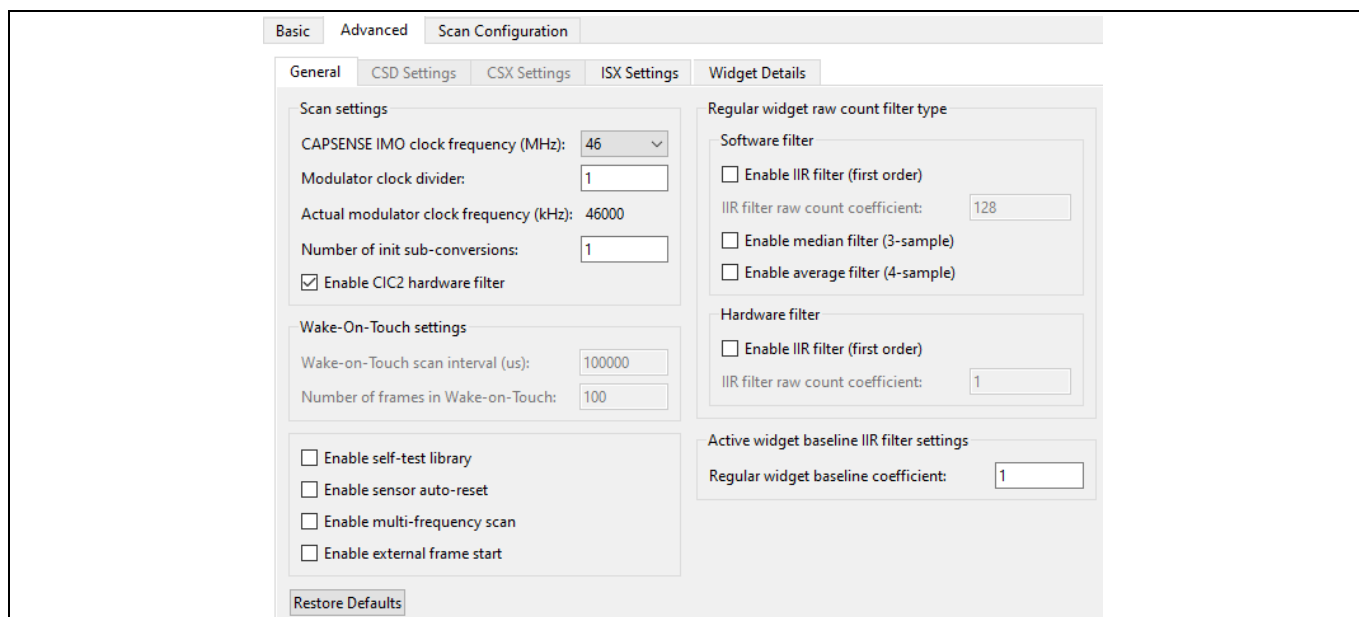 Basic Advanced Scan Configuration
General CSD Settings CSX Settings ISX Settings Widget Details
Scan settings
CAPSENSE IMO clock frequency (MHz): 46
Modulator clock divider: 1
Actual modulator clock frequency (kHz): 46000
Number of init sub-conversions: 1
Enable CIC2 hardware filter
Wake-On-Touch settings
Wake-on-Touch scan interval (us): 100000
Number of frames in Wake-on-Touch: 100
Enable self-test library
Enable sensor auto-reset
Enable multi-frequency scan
Enable external frame start
Restore Defaults
Regular widget raw count filter type
Software filter
Enable IIR filter (first order)
IIR filter raw count coefficient: 128
Enable median filter (3-sample)
Enable average filter (4-sample)
Hardware filter
Enable IIR filter (first order)
IIR filter raw count coefficient: 1
Active widget baseline IIR filter settings
Regular widget baseline coefficient: 1